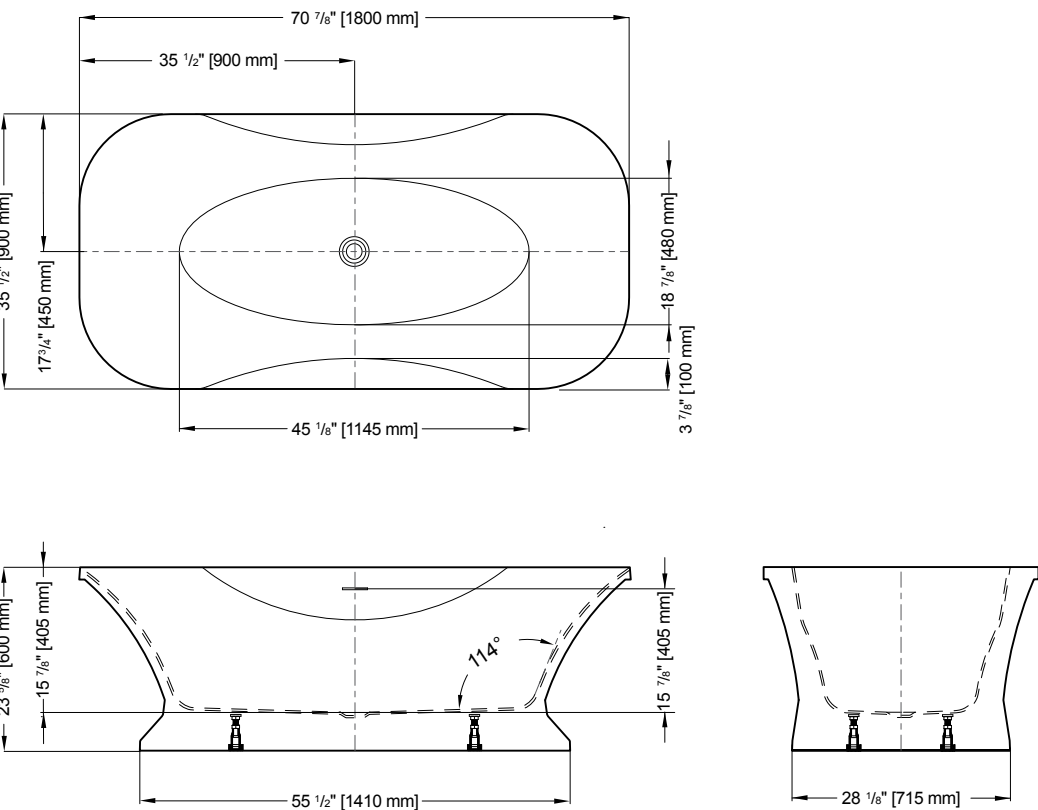 70 7/8" [1800 mm]
35 1/2" [900 mm]
35 1/2" [900 mm]
17 3/4" [450 mm]
18 7/8" [480 mm]
3 7/8" [100 mm]
45 1/8" [1145 mm]
[600 mm]
15 7/8" [405 mm]
114°
15 7/8" [405 mm]
55 1/2" [1410 mm]
28 1/8" [715 mm]